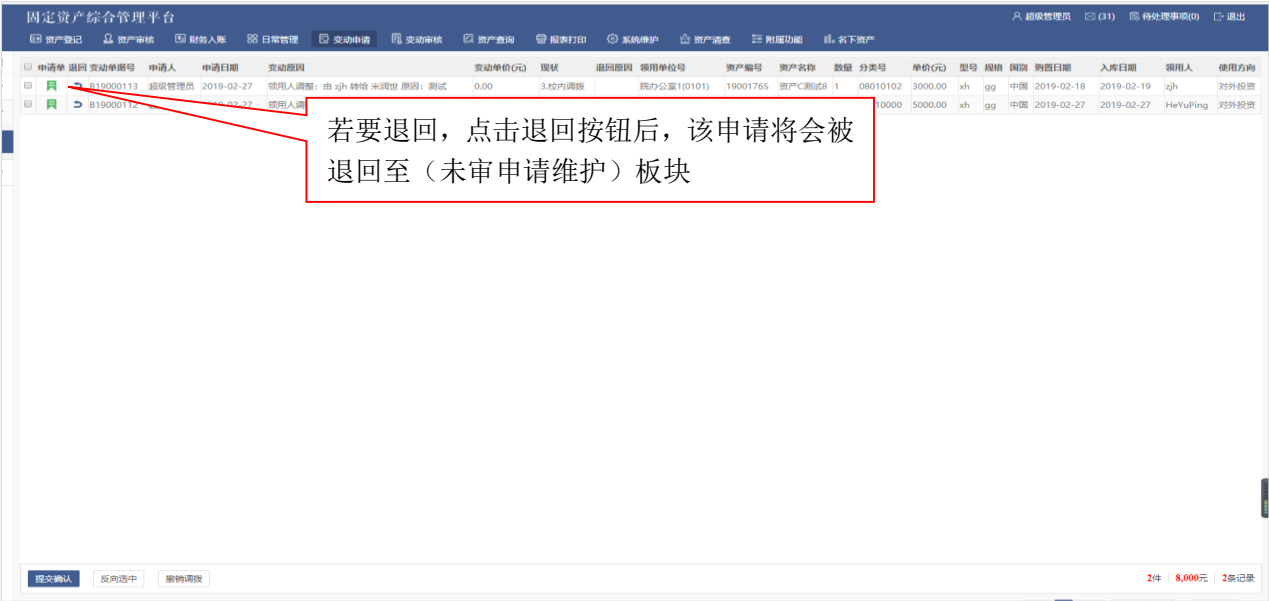 固定资产综合管理平台
超级管理员 (31) 待处理事项(0) 退出
资产登记 资产审核 财务入账 日常管理 变动申请 变动审核 资产查询 报表打印 系统维护 资产清查 附属功能 名下资产
申请单 退回 变动单据号 申请人 申请日期 变动原因 变动单价(元) 现状 退回原因 领用单位号 资产编号 资产名称 数量 分类号 单价(元) 型号 规格 国别 购置日期 入库日期 领用人 使用方向
B19000113 超级管理员 2019-02-27 领用人调整：由 zjh 转给 米润世 原因：测试 0.00 3.校内调拨 院办公室1(0101) 19001765 资产C测试8 1 08010102 3000.00 xh gg 中国 2019-02-18 2019-02-19 zjh 对外投资
B19000112 2019-02-27 领用人调 10000 5000.00 xh gg 中国 2019-02-27 2019-02-27 HeYuPing 对外投资
若要退回，点击退回按钮后，该申请将会被
退回至（未审申请维护）板块
提交确认 反向选中 撤销调拨 2件 8,000元 2条记录